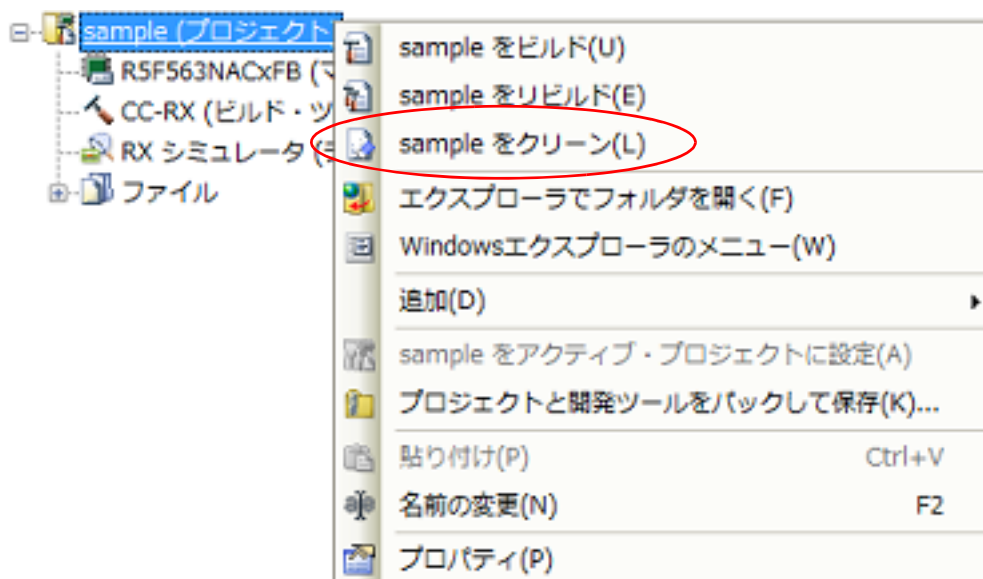 sample (プロジェクト
R5F563NACxFB (マ
CC-RX (ビルド・ツ
RX シミュレータ (デ
ファイル
sample をビルド(U)
sample をリビルド(E)
sample をクリーン(L)
エクスプローラでフォルダを開く(F)
Windowsエクスプローラのメニュー(W)
追加(D)
sample をアクティブ・プロジェクトに設定(A)
プロジェクトと開発ツールをパックして保存(K)...
貼り付け(P) Ctrl+V
名前の変更(N) F2
プロパティ(P)